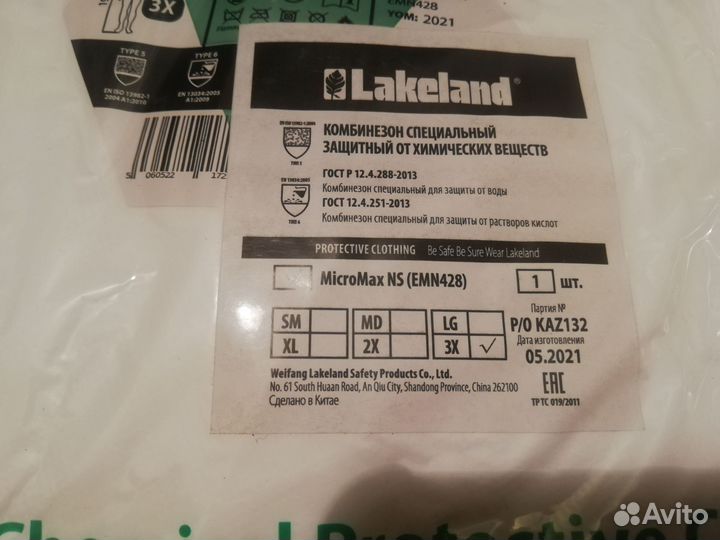 3X
EMN428
YOM: 2021
TYPE 5
TYPE 6
EN ISO 13982-1
2004-A1:2010
EN 13034:2005
A1:2009
5 060522 172
Lakeland®
КОМБИНЕЗОН СПЕЦИАЛЬНЫЙ
ЗАЩИТНЫЙ ОТ ХИМИЧЕСКИХ ВЕЩЕСТВ
ГОСТ Р 12.4.288-2013
Комбинезон специальный для защиты от воды
ГОСТ 12.4.251-2013
Комбинезон специальный для защиты от растворов кислот
PROTECTIVE CLOTHING Be Safe Be Sure Wear Lakeland
MicroMax NS (EMN428) 1 шт.
Партия №
SM MD LG P/O KAZ132
Дата изготовления
XL 2X 3X ✓ 05.2021
Weifang Lakeland Safety Products Co., Ltd.
No. 61 South Huaan Road, An Qiu City, Shandong Province, China 262100
Сделано в Китае
EAC
ТР ТС 019/2011
Chemical Protective
Avito